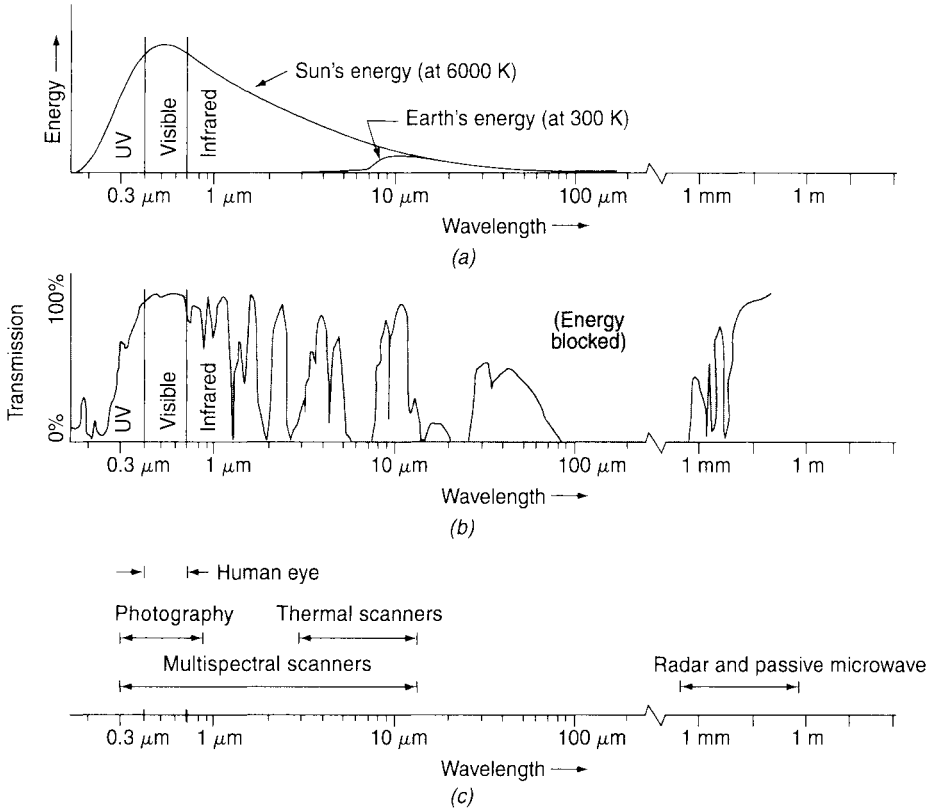 Energy
Sun's energy (at 6000 K)
Earth's energy (at 300 K)
UV
Visible
Infrared
0.3 μm
1 μm
10 μm
100 μm
1 mm
1 m
Wavelength
(a)
Transmission
100%
0%
(Energy
blocked)
UV
Visible
Infrared
0.3 μm
1 μm
10 μm
100 μm
1 mm
1 m
Wavelength
(b)
Human eye
Photography
Thermal scanners
Multispectral scanners
Radar and passive microwave
0.3 μm
1 μm
10 μm
100 μm
1 mm
1 m
Wavelength
(c)